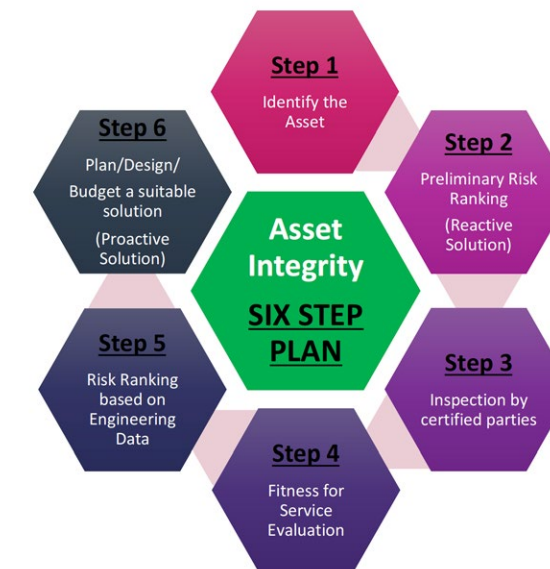 Step 1
Identify the
Asset
Step 2
Preliminary Risk
Ranking
(Reactive
Solution)
Step 3
Inspection by
certified parties
Step 4
Fitness for
Service
Evaluation
Step 5
Risk Ranking
based on
Engineering
Data
Step 6
Plan/Design/
Budget a suitable
solution
(Proactive
Solution)
Asset
Integrity
SIX STEP
PLAN